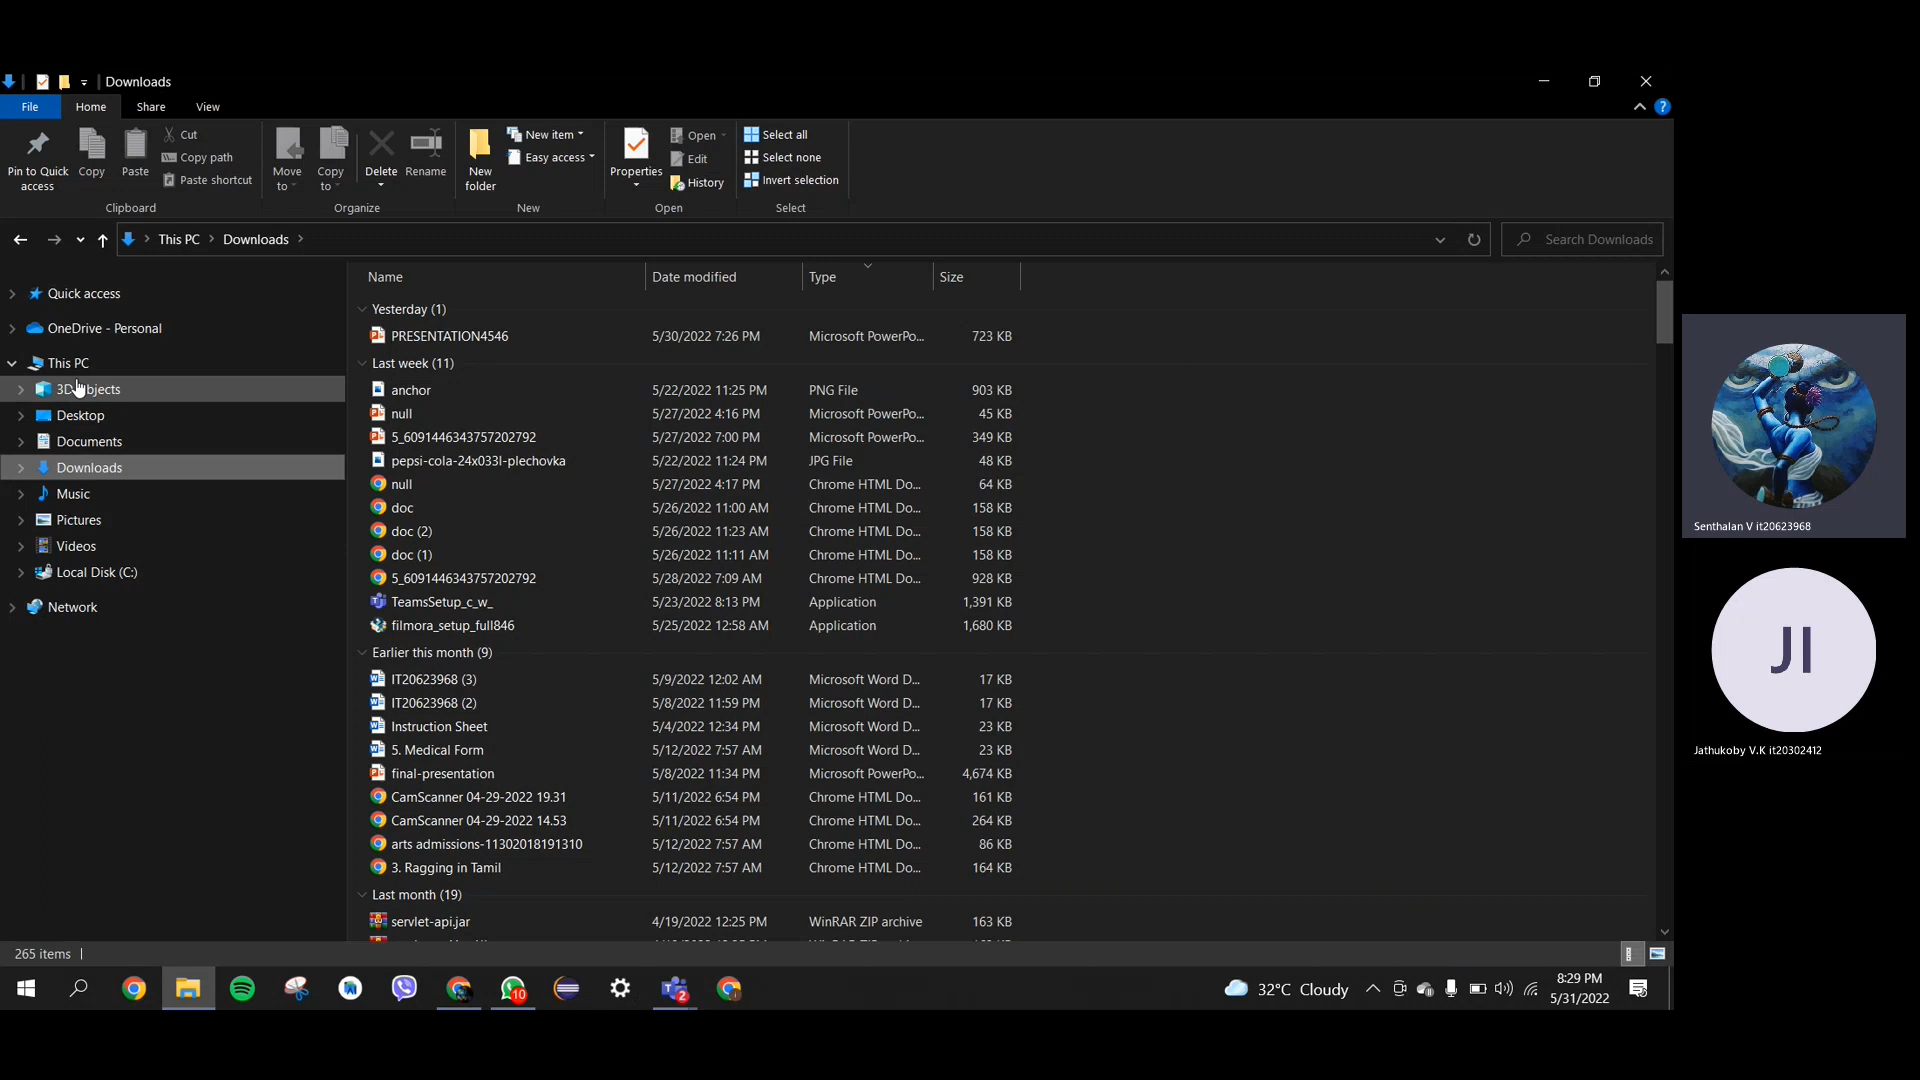 Downloads
File Home Share View
Pin to Quick access
Copy
Paste
Cut
Copy path
Paste shortcut
Clipboard
Move to
Copy to
Delete
Rename
Organize
New folder
New item
Easy access
New
Properties
Open
Edit
History
Open
Select all
Select none
Invert selection
Select
This PC > Downloads >
Search Downloads
Quick access
OneDrive - Personal
This PC
Desktop
Documents
Downloads
Music
Pictures
Videos
Local Disk (C:)
Network
Name Date modified Type Size
Yesterday (1)
PRESENTATION4546 5/30/2022 7:26 PM Microsoft PowerPo... 723 KB
Last week (11)
anchor 5/22/2022 11:25 PM PNG File 903 KB
null 5/27/2022 4:16 PM Microsoft PowerPo... 45 KB
5_6091446343757202792 5/27/2022 7:00 PM Microsoft PowerPo... 349 KB
pepsi-cola-24x033l-plechovka 5/22/2022 11:24 PM JPG File 48 KB
null 5/27/2022 4:17 PM Chrome HTML Do... 64 KB
doc 5/26/2022 11:00 AM Chrome HTML Do... 158 KB
doc (2) 5/26/2022 11:23 AM Chrome HTML Do... 158 KB
doc (1) 5/26/2022 11:11 AM Chrome HTML Do... 158 KB
5_6091446343757202792 5/28/2022 7:09 AM Chrome HTML Do... 928 KB
TeamsSetup_c_w_ 5/23/2022 8:13 PM Application 1,391 KB
filmora_setup_full846 5/25/2022 12:58 AM Application 1,680 KB
Earlier this month (9)
IT20623968 (3) 5/9/2022 12:02 AM Microsoft Word D... 17 KB
IT20623968 (2) 5/8/2022 11:59 PM Microsoft Word D... 17 KB
Instruction Sheet 5/4/2022 12:34 PM Microsoft Word D... 23 KB
5. Medical Form 5/12/2022 7:57 AM Microsoft Word D... 23 KB
final-presentation 5/8/2022 11:34 PM Microsoft PowerPo... 4,674 KB
CamScanner 04-29-2022 19.31 5/11/2022 6:54 PM Chrome HTML Do... 161 KB
CamScanner 04-29-2022 14.53 5/11/2022 6:54 PM Chrome HTML Do... 264 KB
arts admissions-11302018191310 5/12/2022 7:57 AM Chrome HTML Do... 86 KB
3. Ragging in Tamil 5/12/2022 7:57 AM Chrome HTML Do... 164 KB
Last month (19)
servlet-api.jar 4/19/2022 12:25 PM WinRAR ZIP archive 163 KB
265 items
10
2
32°C Cloudy
8:29 PM
5/31/2022
Senthalan V it20623968
JI
Jathukoby V.K it20302412